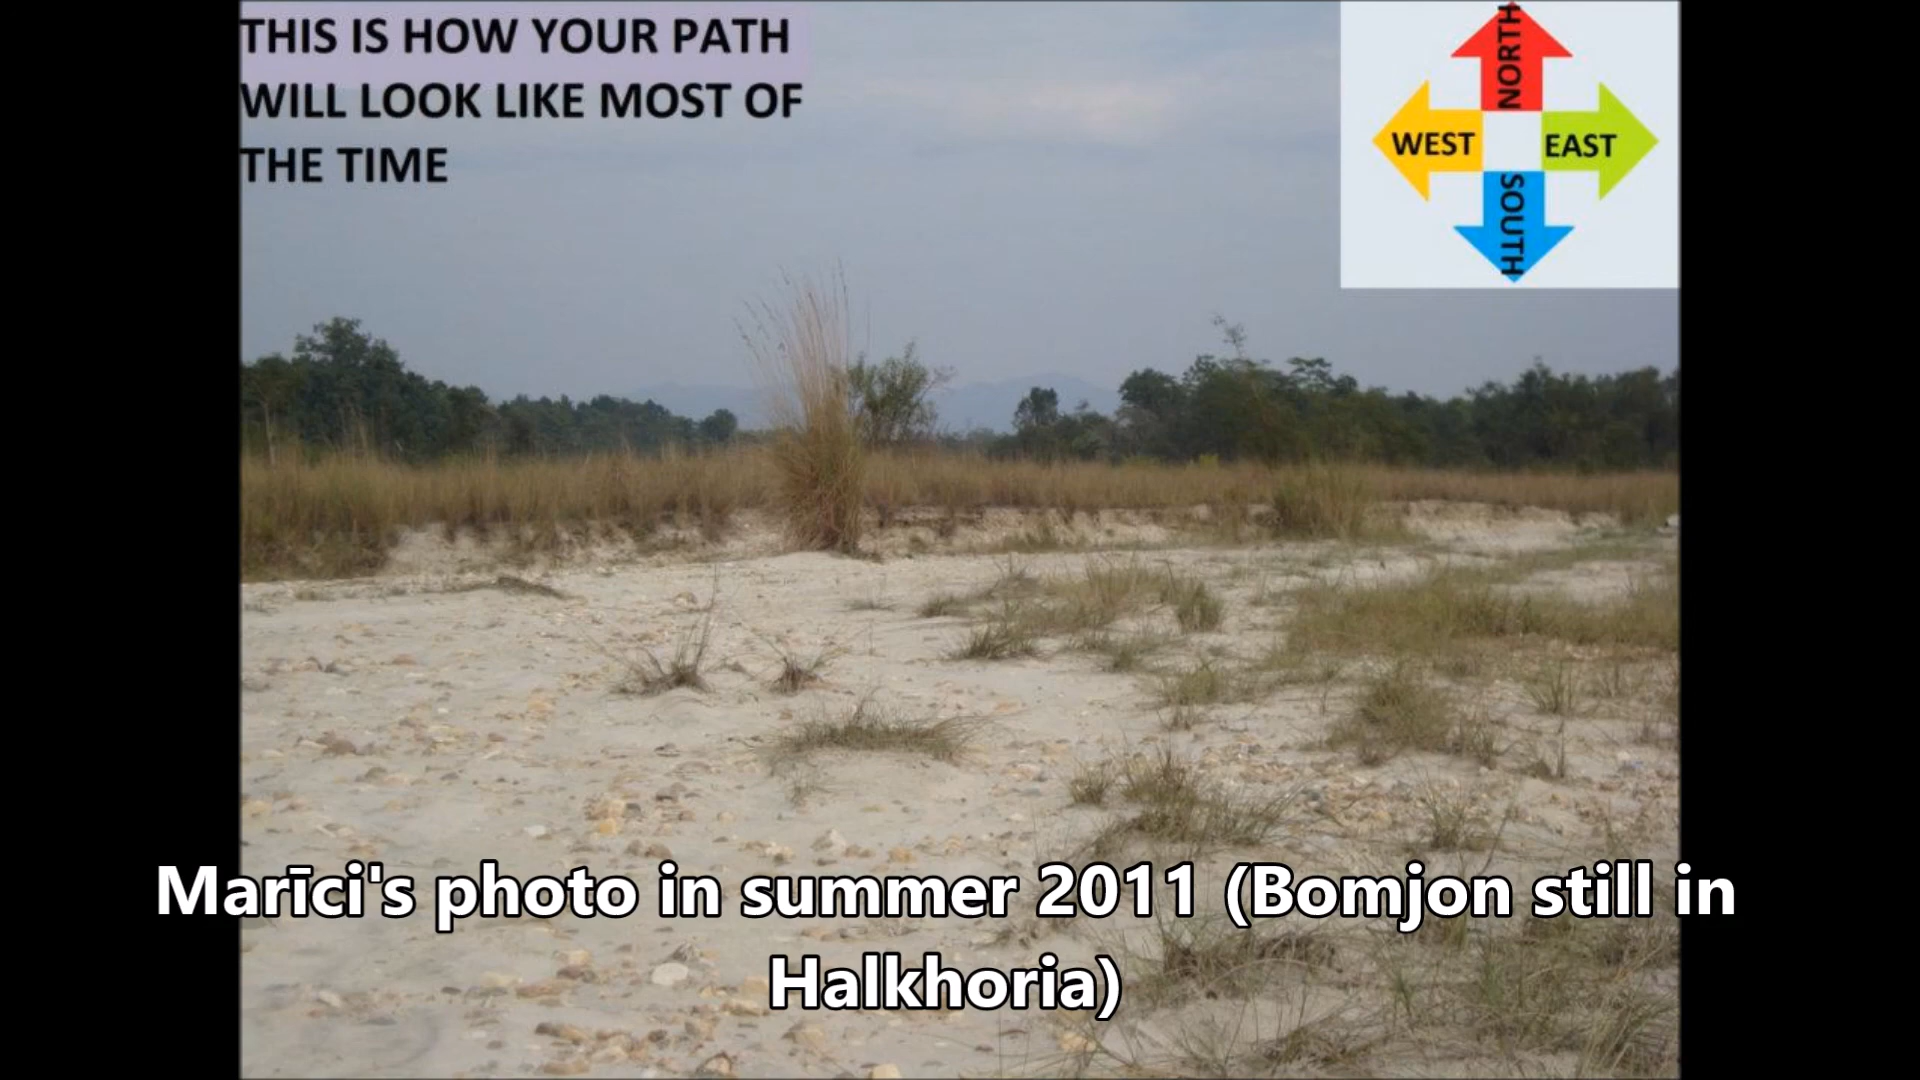 THIS IS HOW YOUR PATH
WILL LOOK LIKE MOST OF
THE TIME
NORTH
WEST
EAST
SOUTH
Marīci's photo in summer 2011 (Bomjon still in
Halkhoria)